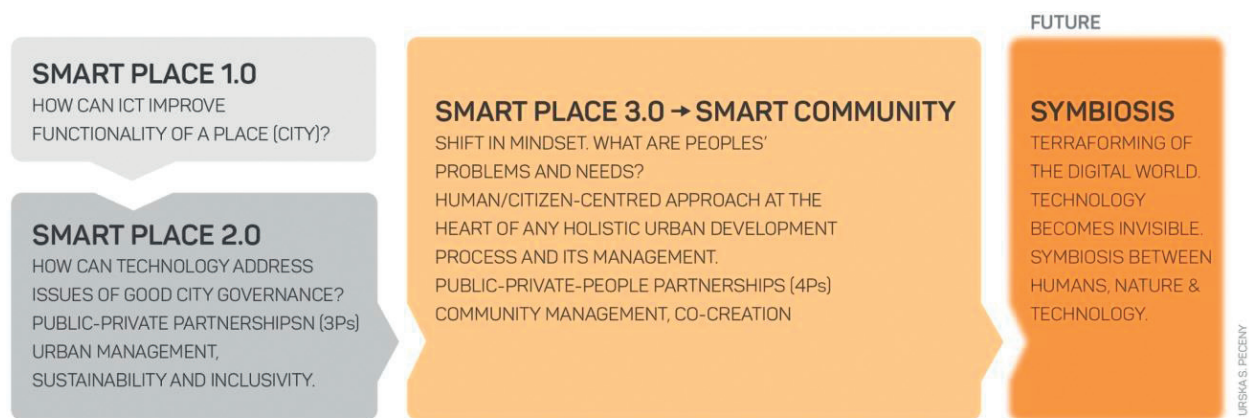 SMART PLACE 1.0
HOW CAN ICT IMPROVE
FUNCTIONALITY OF A PLACE (CITY)?
SMART PLACE 2.0
HOW CAN TECHNOLOGY ADDRESS
ISSUES OF GOOD CITY GOVERNANCE?
PUBLIC-PRIVATE PARTNERSHIPSN (3Ps)
URBAN MANAGEMENT,
SUSTAINABILITY AND INCLUSIVITY.
SMART PLACE 3.0 → SMART COMMUNITY
SHIFT IN MINDSET. WHAT ARE PEOPLES'
PROBLEMS AND NEEDS?
HUMAN/CITIZEN-CENTRED APPROACH AT THE
HEART OF ANY HOLISTIC URBAN DEVELOPMENT
PROCESS AND ITS MANAGEMENT.
PUBLIC-PRIVATE-PEOPLE PARTNERSHIPS (4Ps)
COMMUNITY MANAGEMENT, CO-CREATION
FUTURE
SYMBIOSIS
TERRAFORMING OF
THE DIGITAL WORLD.
TECHNOLOGY
BECOMES INVISIBLE.
SYMBIOSIS BETWEEN
HUMANS, NATURE &
TECHNOLOGY.
URSKA S. PECENY